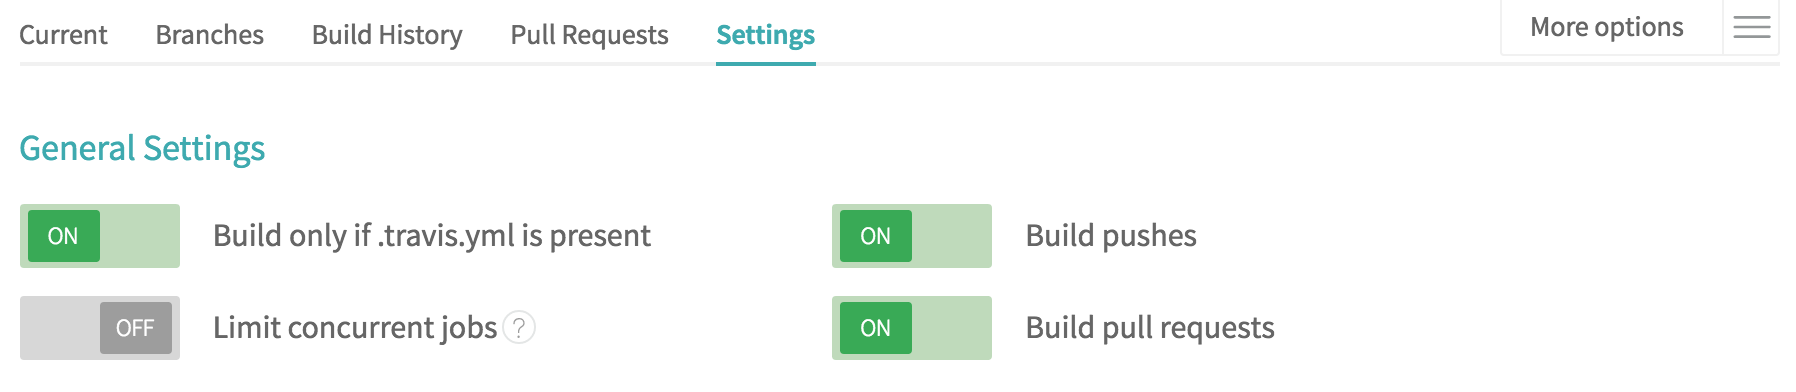 Current Branches Build History Pull Requests Settings More options
General Settings
ON Build only if .travis.yml is present ON Build pushes
OFF Limit concurrent jobs ? ON Build pull requests